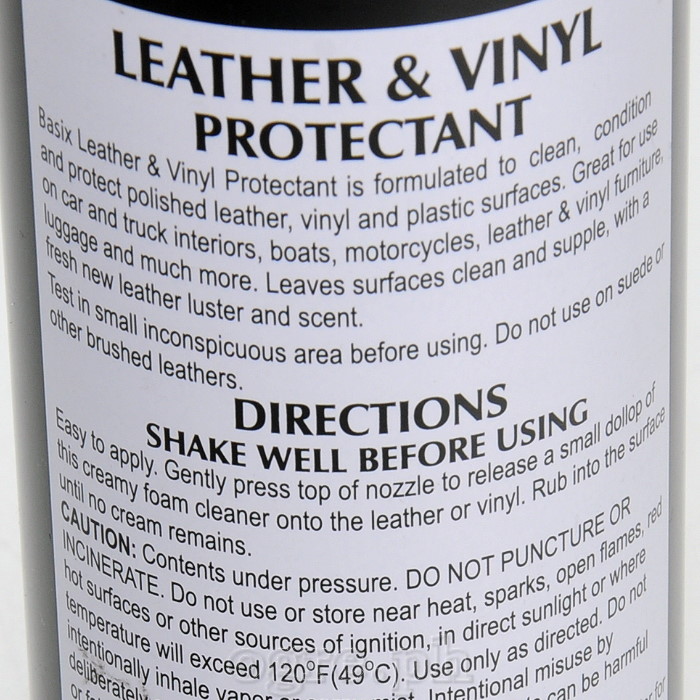 LEATHER & VINYL
PROTECTANT
Basix Leather & Vinyl Protectant is formulated to clean, condition
and protect polished leather, vinyl and plastic surfaces. Great for use
on car and truck interiors, boats, motorcycles, leather & vinyl furniture,
luggage and much more. Leaves surfaces clean and supple, with a
fresh new leather luster and scent.
Test in small inconspicuous area before using. Do not use on suede or
other brushed leathers.
DIRECTIONS
SHAKE WELL BEFORE USING
Easy to apply. Gently press top of nozzle to release a small dollop of
this creamy foam cleaner onto the leather or vinyl. Rub into the surface
until no cream remains.
CAUTION: Contents under pressure. DO NOT PUNCTURE OR
INCINERATE. Do not use or store near heat, sparks, open flames, red
hot surfaces or other sources of ignition, in direct sunlight or where
temperature will exceed 120°F(49°C). Use only as directed. Do not
intentionally inhale vapor mist. Intentional misuse by
deliberately can be harmful
or for